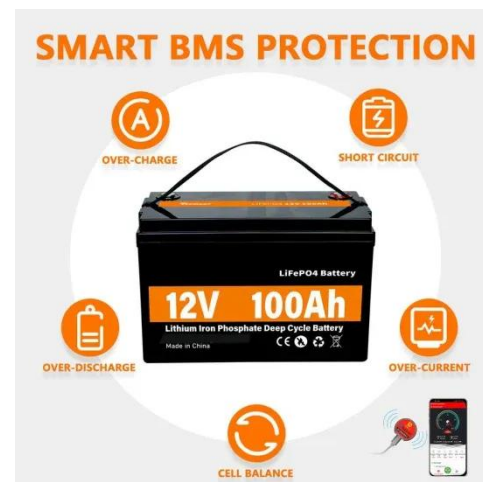 SMART BMS PROTECTION
OVER-CHARGE
SHORT CIRCUIT
LiFePO4 Battery
12V 100Ah
Lithium Iron Phosphate Deep Cycle Battery
Made in China
CE
OVER-DISCHARGE
OVER-CURRENT
CELL BALANCE